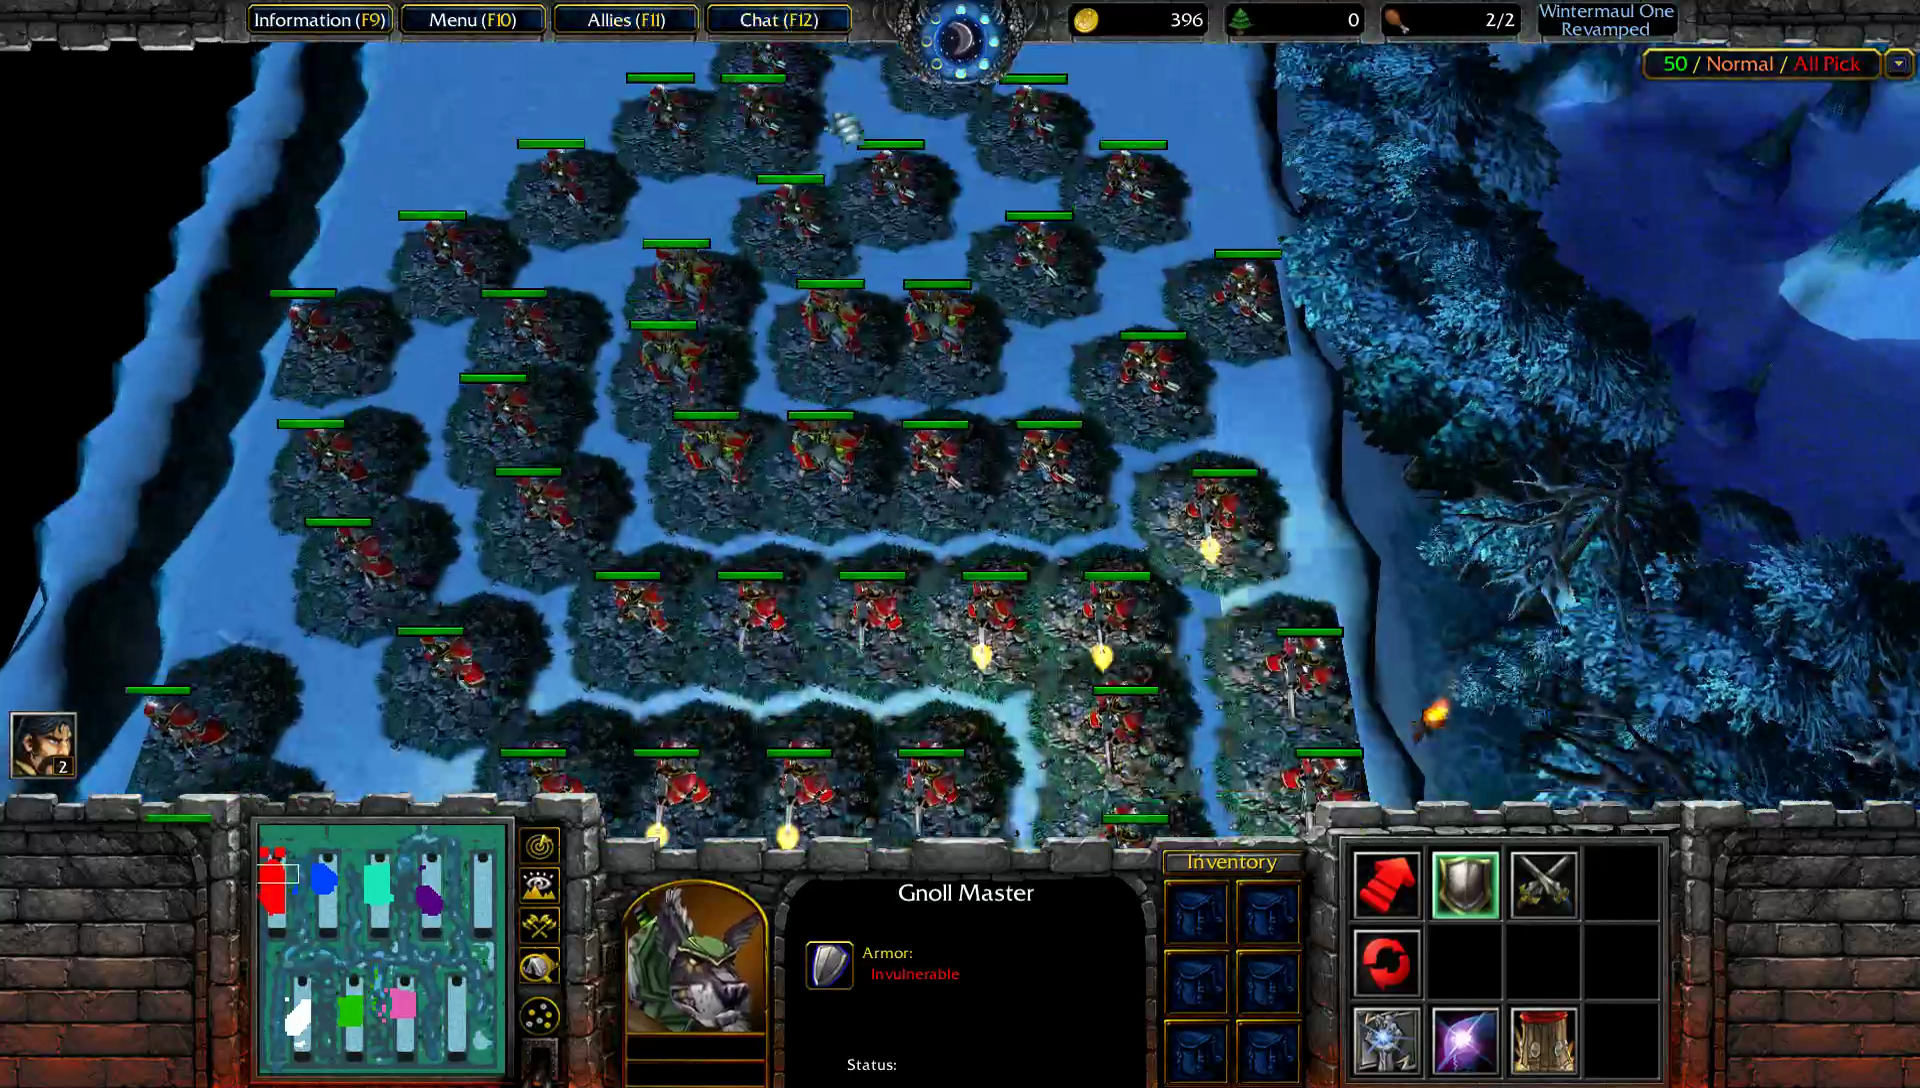 Information (F9)
Menu (F10)
Allies (F11)
Chat (F12)
396
0
2/2
Wintermaul One
Revamped
50 / Normal / All Pick
2
Gnoll Master
Armor:
Invulnerable
Status:
Inventory